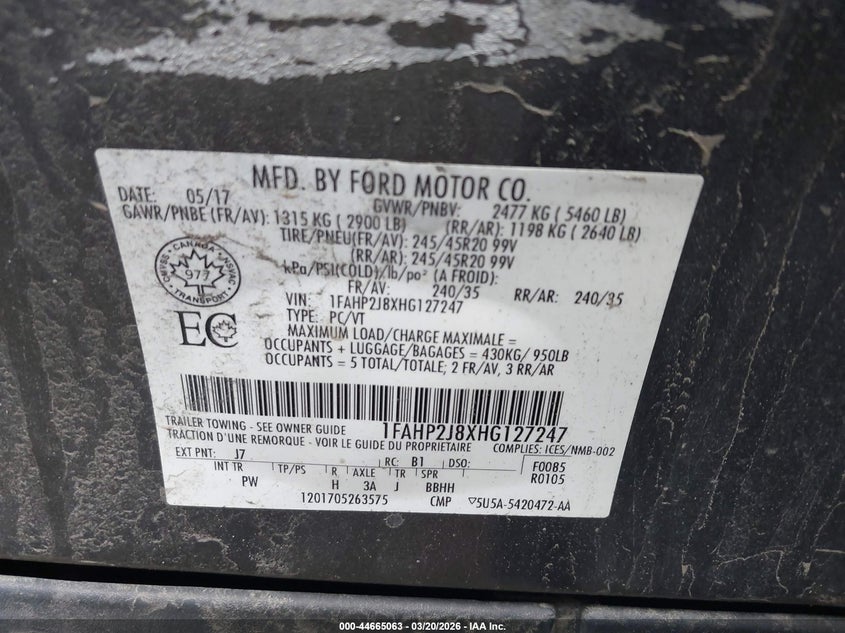 MFD. BY FORD MOTOR CO.
DATE: 05/17 GVWR/PNBV: 2477 KG ( 5460 LB)
GAWR/PNBE (FR/AV): 1315 KG ( 2900 LB) (RR/AR): 1198 KG ( 2640 LB)
TIRE/PNEU(FR/AV): 245/45R20 99V
(RR/AR): 245/45R20 99V
kPa/PSI(COLD)/lb/po² (A FROID):
FR/AV: 240/35 RR/AR: 240/35
CANADA
977
TRANSPORT
EC
VIN: 1FAHP2J8XHG127247
TYPE: PC/VT
MAXIMUM LOAD/CHARGE MAXIMALE =
OCCUPANTS + LUGGAGE/BAGAGES = 430KG/ 950LB
OCCUPANTS = 5 TOTAL/TOTALE; 2 FR/AV, 3 RR/AR
TRAILER TOWING - SEE OWNER GUIDE 1FAHP2J8XHG127247
TRACTION D'UNE REMORQUE - VOIR LE GUIDE DU PROPRIETAIRE COMPLIES: ICES/NMB-002
EXT PNT: J7 RC: B1 DSO: F0085
INT TR TP/PS R AXLE TR SPR R0105
PW H 3A J BBHH
1201705263575 CMP ▽5U5A-5420472-AA
000-44665063 - 03/20/2026 - IAA Inc.